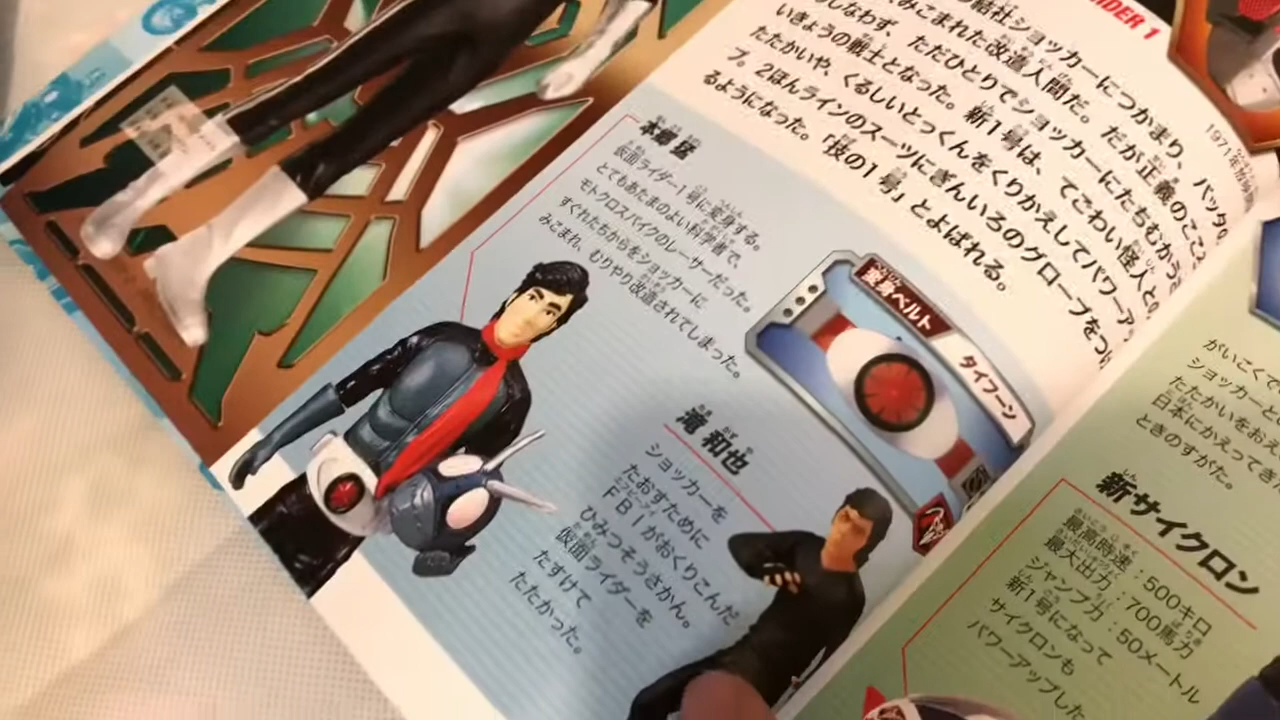 RIDER 1
結社ショッカーにつかまり、バッタの
みこまれた改造人間だ。だが正義のこころ
しなわず、ただひとりでショッカーにたちむかう
いきょうの戦士となった。新1号は、てごわい怪人との
たたかいや、くるしいとっくんをくりかえしてパワーア
プ。2ほんラインのスーツにぎんいろのグローブをつけ
るようになった。「技の1号」とよばれる。
本郷猛
仮面ライダー1号に変身する。
とてもあたまのよい科学者で、
モトクロスバイクのレーサーだった。
すぐれたちからをショッカーに
みこまれ、むりやり改造されてしまった。
変身ベルト
タイフーン
滝 和也
ショッカーを
たおすために
FBIがおくりこんだ
ひみつそうさかん。
仮面ライダーを
たすけて
たたかった。
1971年
がいこくで
ショッカーと
たたかいをおえ
日本にかえってき
ときのすがた。
新サイクロン
最高時速：500キロ
最大出力：700馬力
ジャンプ力：50メートル
新1号になって
サイクロンも
パワーアップした